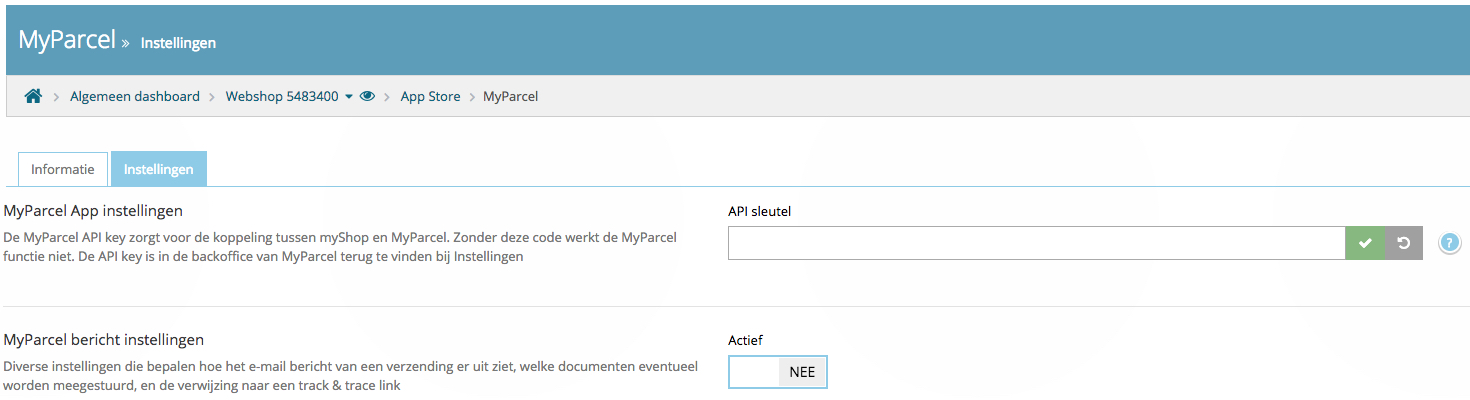 MyParcel » Instellingen
Algemeen dashboard > Webshop 5483400 > App Store > MyParcel
Informatie
Instellingen
MyParcel App instellingen
De MyParcel API key zorgt voor de koppeling tussen myShop en MyParcel. Zonder deze code werkt de MyParcel
functie niet. De API key is in de backoffice van MyParcel terug te vinden bij Instellingen
API sleutel
?
MyParcel bericht instellingen
Diverse instellingen die bepalen hoe het e-mail bericht van een verzending er uit ziet, welke documenten eventueel
worden meegestuurd, en de verwijzing naar een track & trace link
Actief
NEE